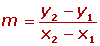 m = (y₂ − y₁) / (x₂ − x₁)